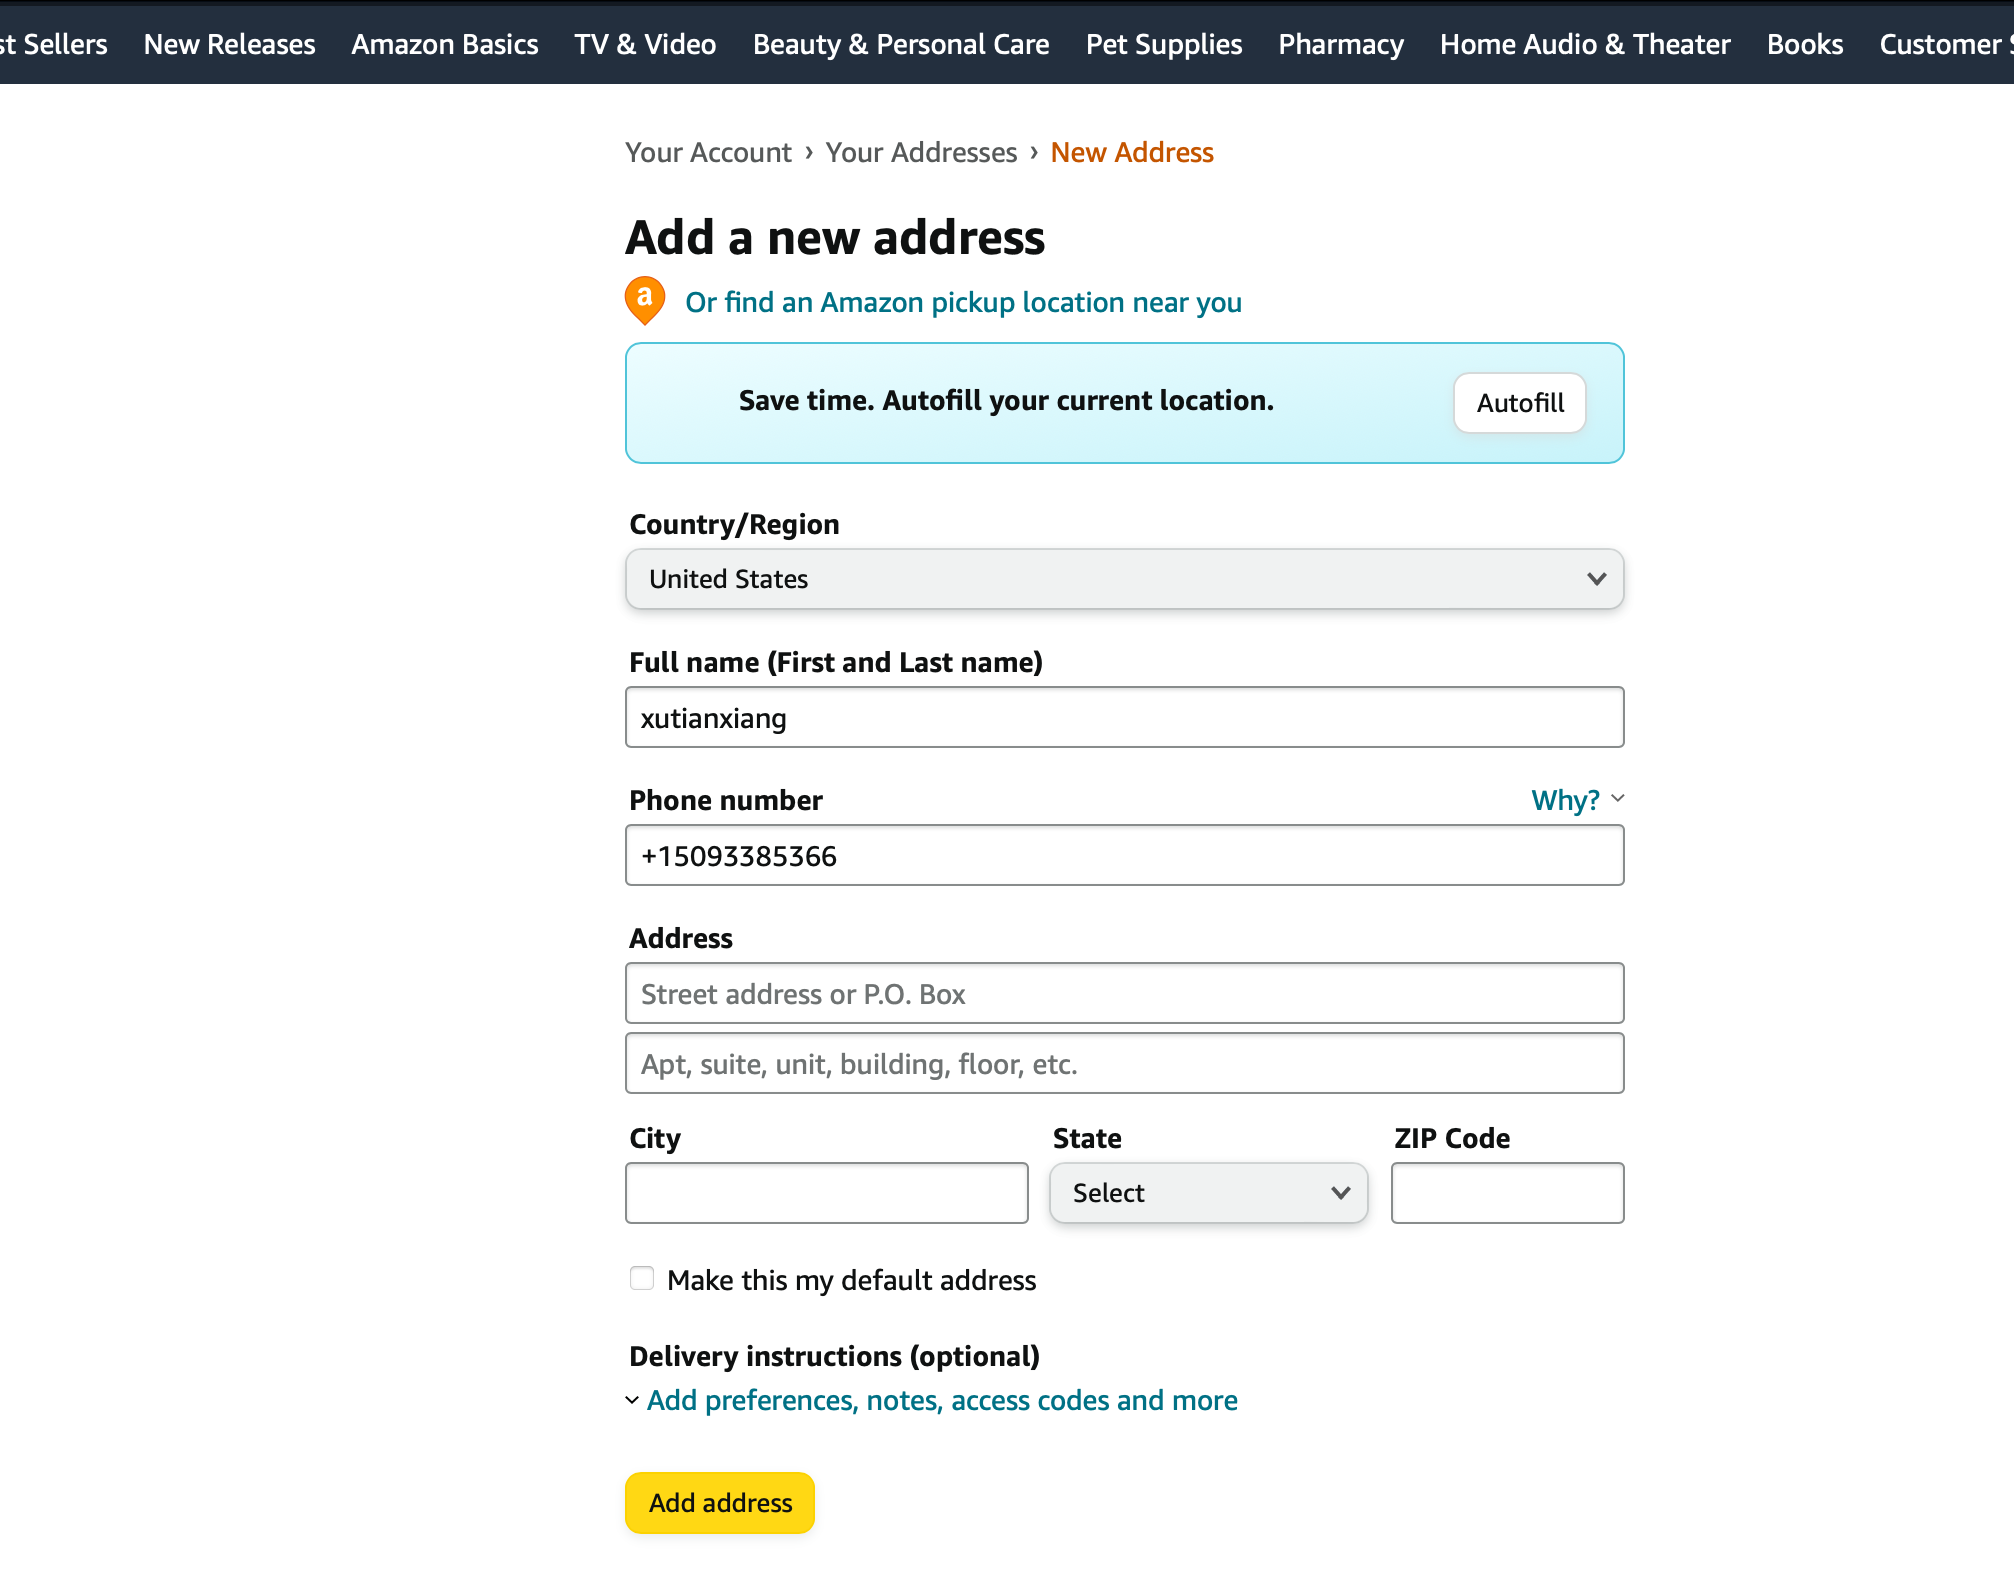 st Sellers New Releases Amazon Basics TV & Video Beauty & Personal Care Pet Supplies Pharmacy Home Audio & Theater Books Customer
Your Account › Your Addresses › New Address
Add a new address
a Or find an Amazon pickup location near you
Save time. Autofill your current location. Autofill
Country/Region
United States
Full name (First and Last name)
xutianxiang
Phone number Why?
+15093385366
Address
Street address or P.O. Box
Apt, suite, unit, building, floor, etc.
City State ZIP Code
Select
Make this my default address
Delivery instructions (optional)
Add preferences, notes, access codes and more
Add address